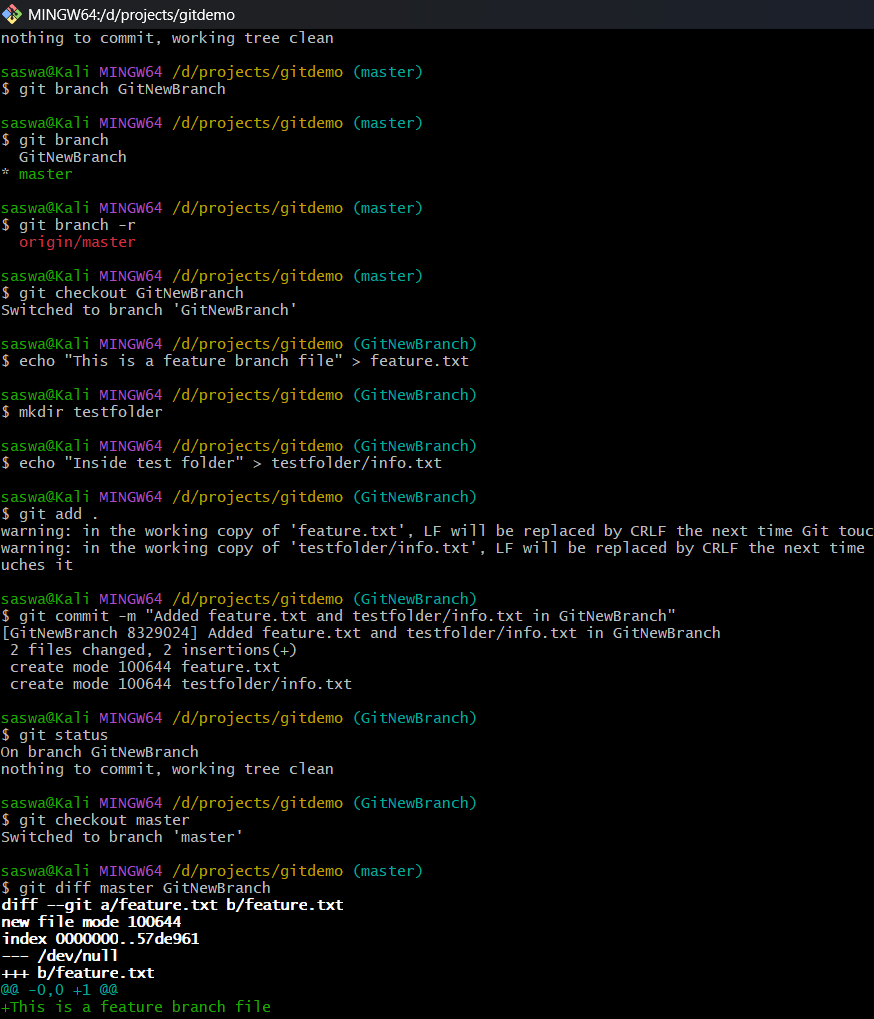 MINGW64:/d/projects/gitdemo
nothing to commit, working tree clean
saswa@Kali MINGW64 /d/projects/gitdemo (master)
$ git branch GitNewBranch
saswa@Kali MINGW64 /d/projects/gitdemo (master)
$ git branch
  GitNewBranch
* master
saswa@Kali MINGW64 /d/projects/gitdemo (master)
$ git branch -r
  origin/master
saswa@Kali MINGW64 /d/projects/gitdemo (master)
$ git checkout GitNewBranch
Switched to branch 'GitNewBranch'
saswa@Kali MINGW64 /d/projects/gitdemo (GitNewBranch)
$ echo "This is a feature branch file" > feature.txt
saswa@Kali MINGW64 /d/projects/gitdemo (GitNewBranch)
$ mkdir testfolder
saswa@Kali MINGW64 /d/projects/gitdemo (GitNewBranch)
$ echo "Inside test folder" > testfolder/info.txt
saswa@Kali MINGW64 /d/projects/gitdemo (GitNewBranch)
$ git add .
warning: in the working copy of 'feature.txt', LF will be replaced by CRLF the next time Git touc
warning: in the working copy of 'testfolder/info.txt', LF will be replaced by CRLF the next time
uches it
saswa@Kali MINGW64 /d/projects/gitdemo (GitNewBranch)
$ git commit -m "Added feature.txt and testfolder/info.txt in GitNewBranch"
[GitNewBranch 8329024] Added feature.txt and testfolder/info.txt in GitNewBranch
 2 files changed, 2 insertions(+)
 create mode 100644 feature.txt
 create mode 100644 testfolder/info.txt
saswa@Kali MINGW64 /d/projects/gitdemo (GitNewBranch)
$ git status
On branch GitNewBranch
nothing to commit, working tree clean
saswa@Kali MINGW64 /d/projects/gitdemo (GitNewBranch)
$ git checkout master
Switched to branch 'master'
saswa@Kali MINGW64 /d/projects/gitdemo (master)
$ git diff master GitNewBranch
diff --git a/feature.txt b/feature.txt
new file mode 100644
index 0000000..57de961
--- /dev/null
+++ b/feature.txt
@@ -0,0 +1 @@
+This is a feature branch file